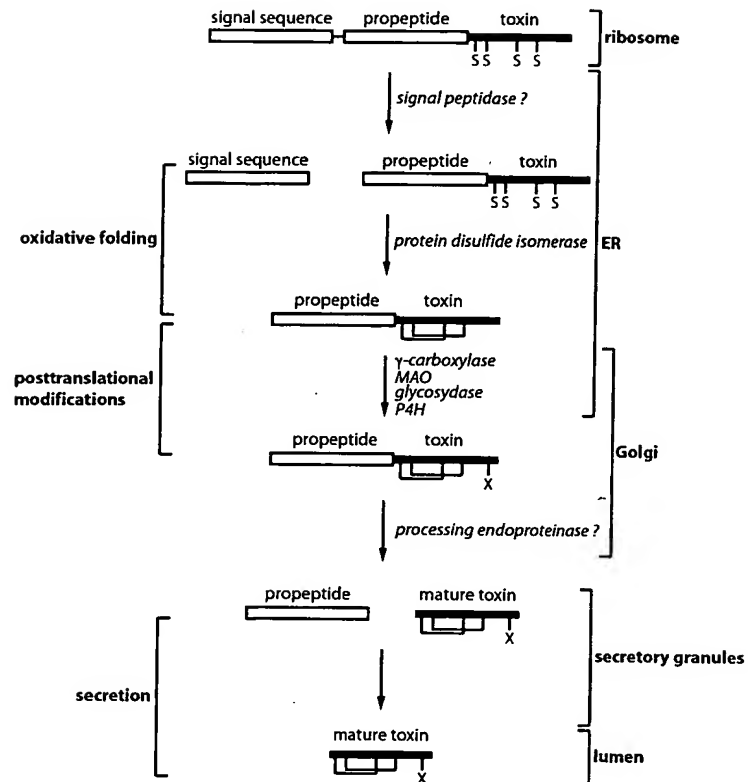 signal sequence propeptide toxin
ribosome
S S S S
signal peptidase ?
signal sequence propeptide toxin
S S S S
oxidative folding
protein disulfide isomerase
ER
propeptide toxin
γ-carboxylase
MAO
glycosydase
P4H
posttranslational
modifications
propeptide toxin
Golgi
X
processing endoproteinase ?
propeptide mature toxin
X
secretory granules
secretion
mature toxin
lumen
X